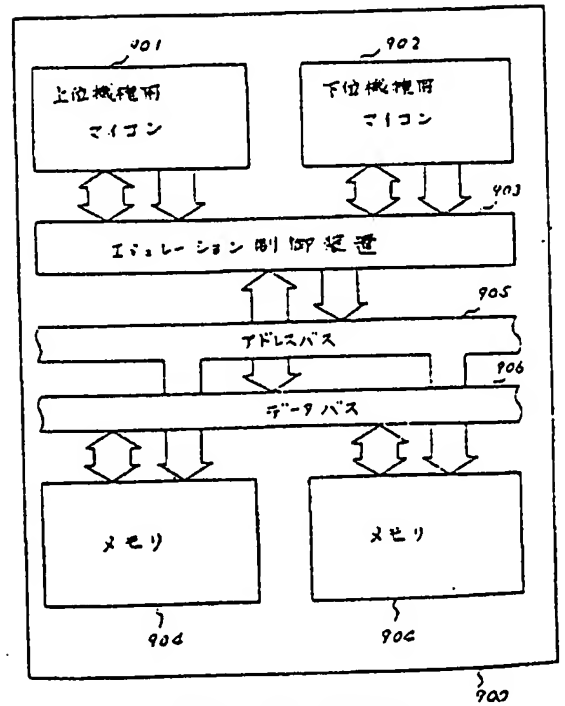 901
902
上位機種用
マイコン
下位機種用
マイコン
903
エミュレーション制御装置
905
アドレスバス
906
データバス
メモリ
メモリ
904
904
900